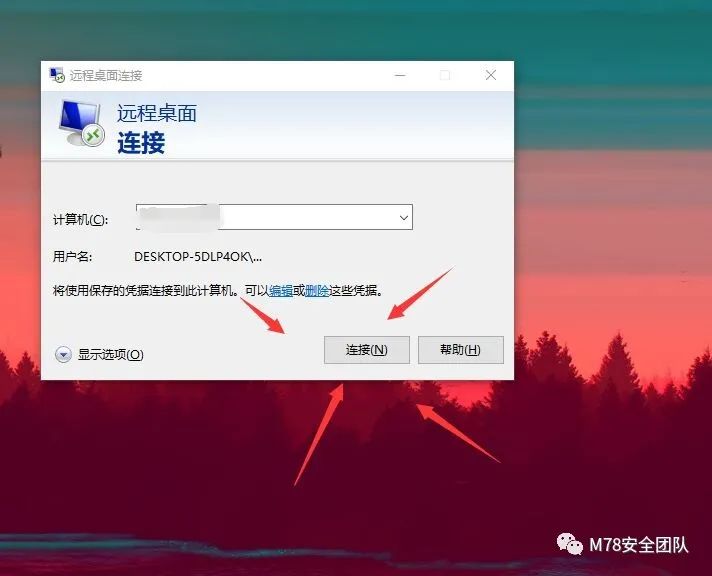 远程桌面连接
远程桌面
连接
计算机(C):
用户名: DESKTOP-5DLP4OK\...
将使用保存的凭据连接到此计算机。可以编辑或删除这些凭据。
显示选项(O) 连接(N) 帮助(H)
M78安全团队